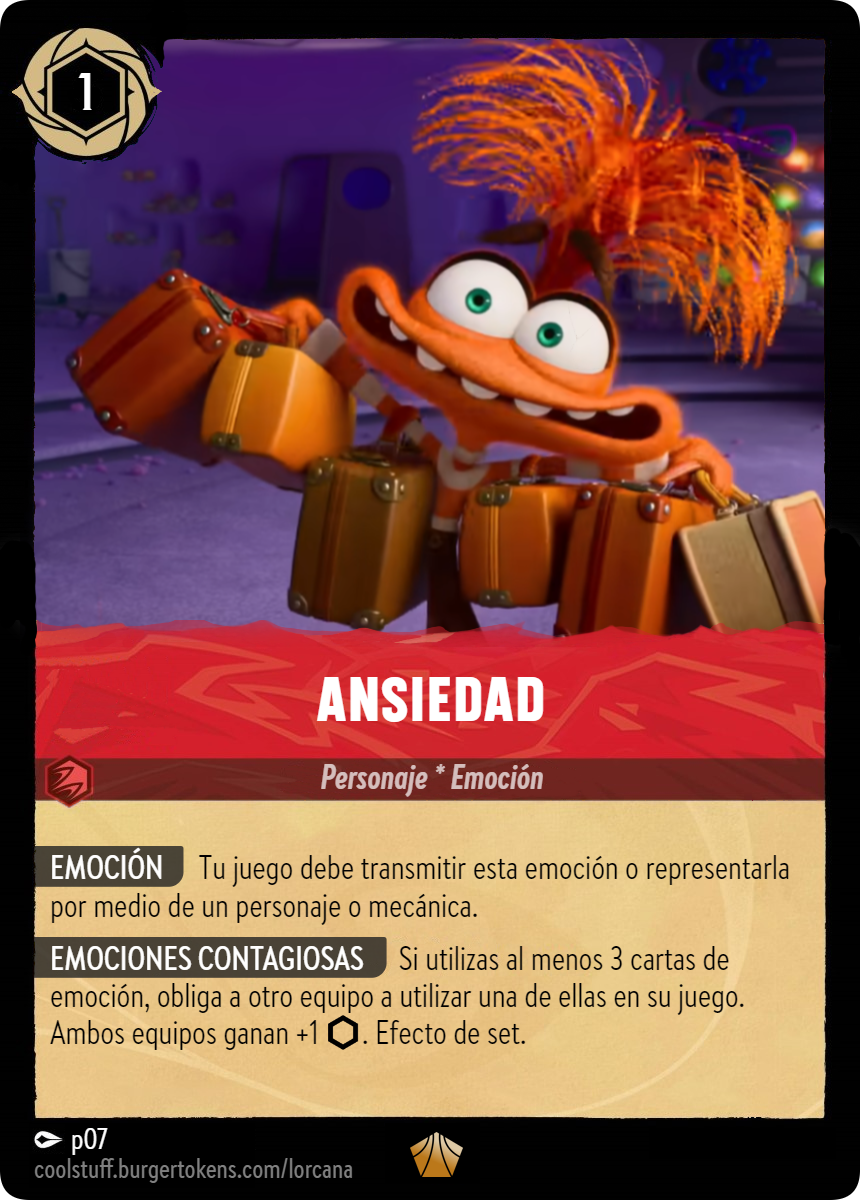 1
ANSIEDAD
Personaje * Emoción
EMOCIÓN Tu juego debe transmitir esta emoción o representarla
por medio de un personaje o mecánica.
EMOCIONES CONTAGIOSAS Si utilizas al menos 3 cartas de
emoción, obliga a otro equipo a utilizar una de ellas en su juego.
Ambos equipos ganan +1 ⬡. Efecto de set.
p07
coolstuff.burgertokens.com/lorcana